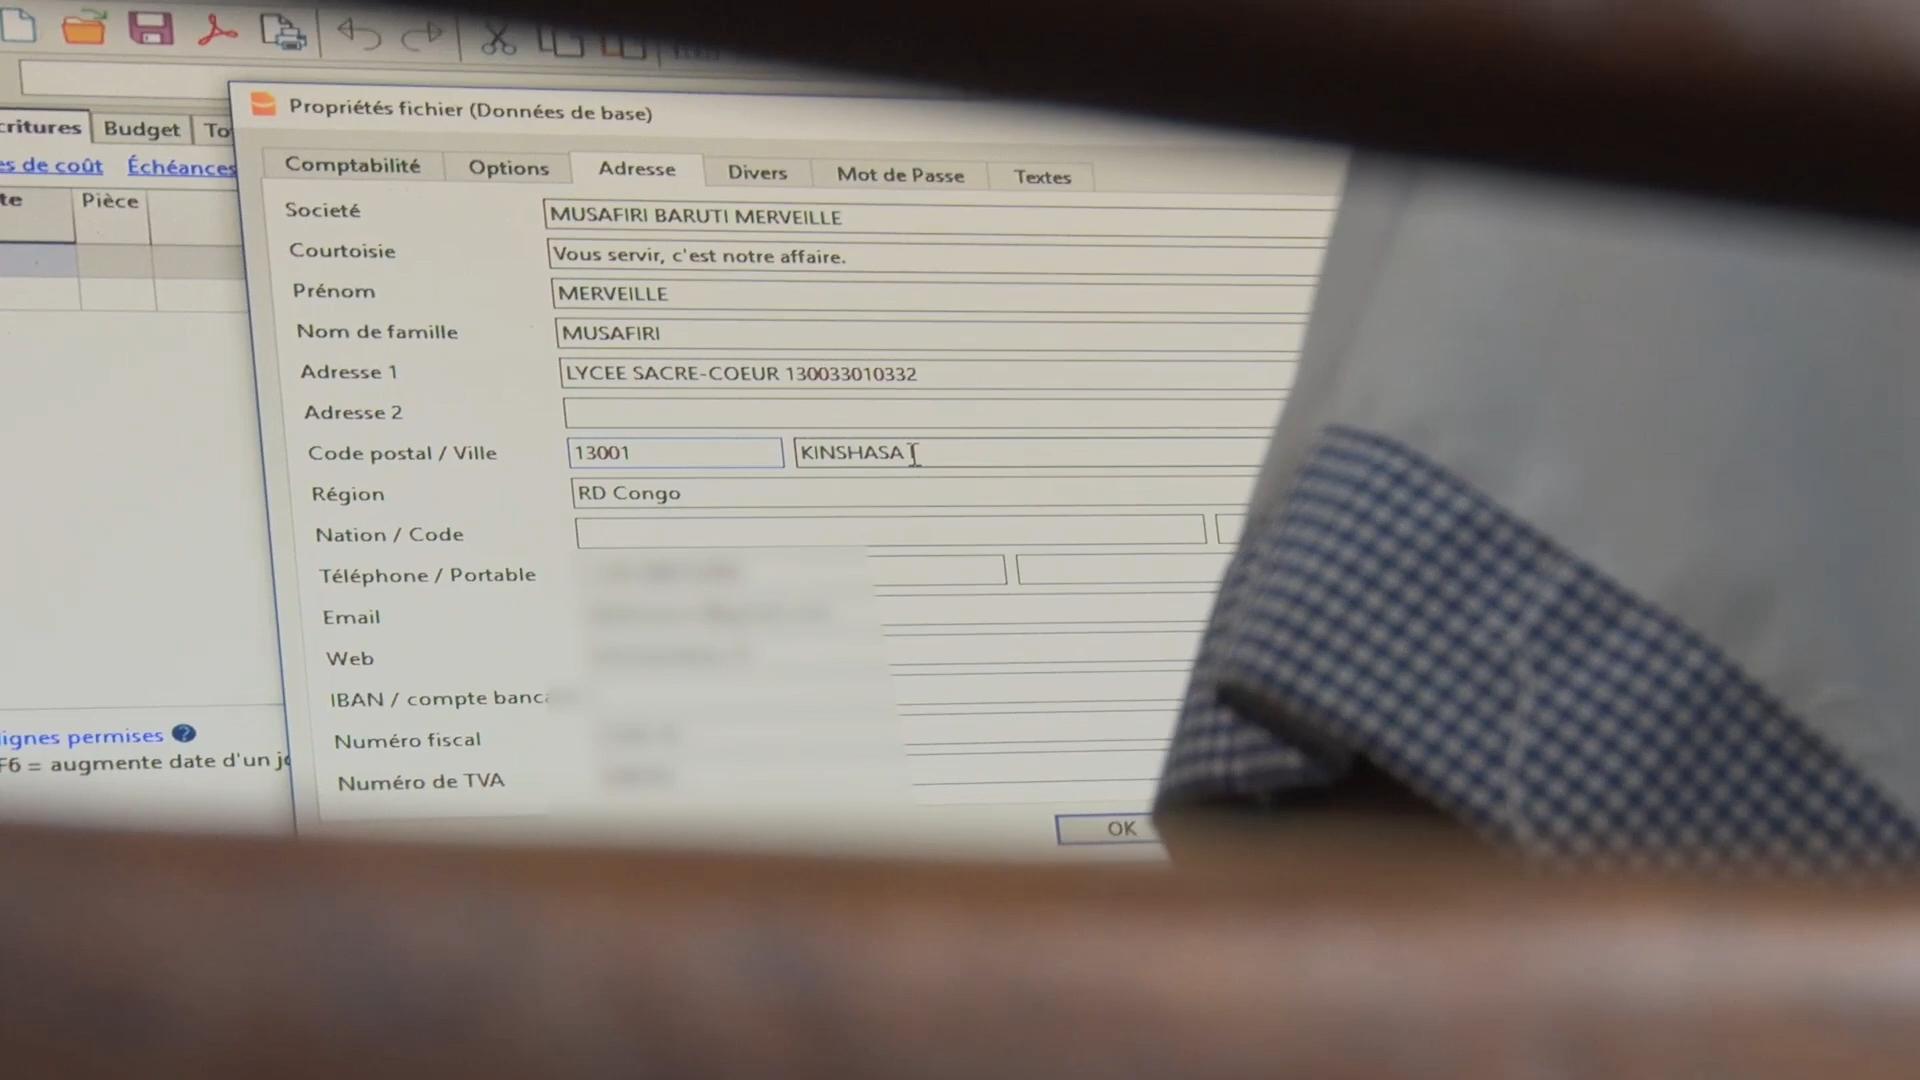 Propriétés fichier (Données de base)
critures Budget To
es de coût Échéances
te Pièce
Comptabilité Options Adresse Divers Mot de Passe Textes
Societé MUSAFIRI BARUTI MERVEILLE
Courtoisie Vous servir, c'est notre affaire.
Prénom MERVEILLE
Nom de famille MUSAFIRI
Adresse 1 LYCEE SACRE-COEUR 130033010332
Adresse 2
Code postal / Ville 13001 KINSHASA
Région RD Congo
Nation / Code
Téléphone / Portable
Email
Web
IBAN / compte banc
Numéro fiscal
Numéro de TVA
OK
ignes permises ?
F6 = augmente date d'un jo